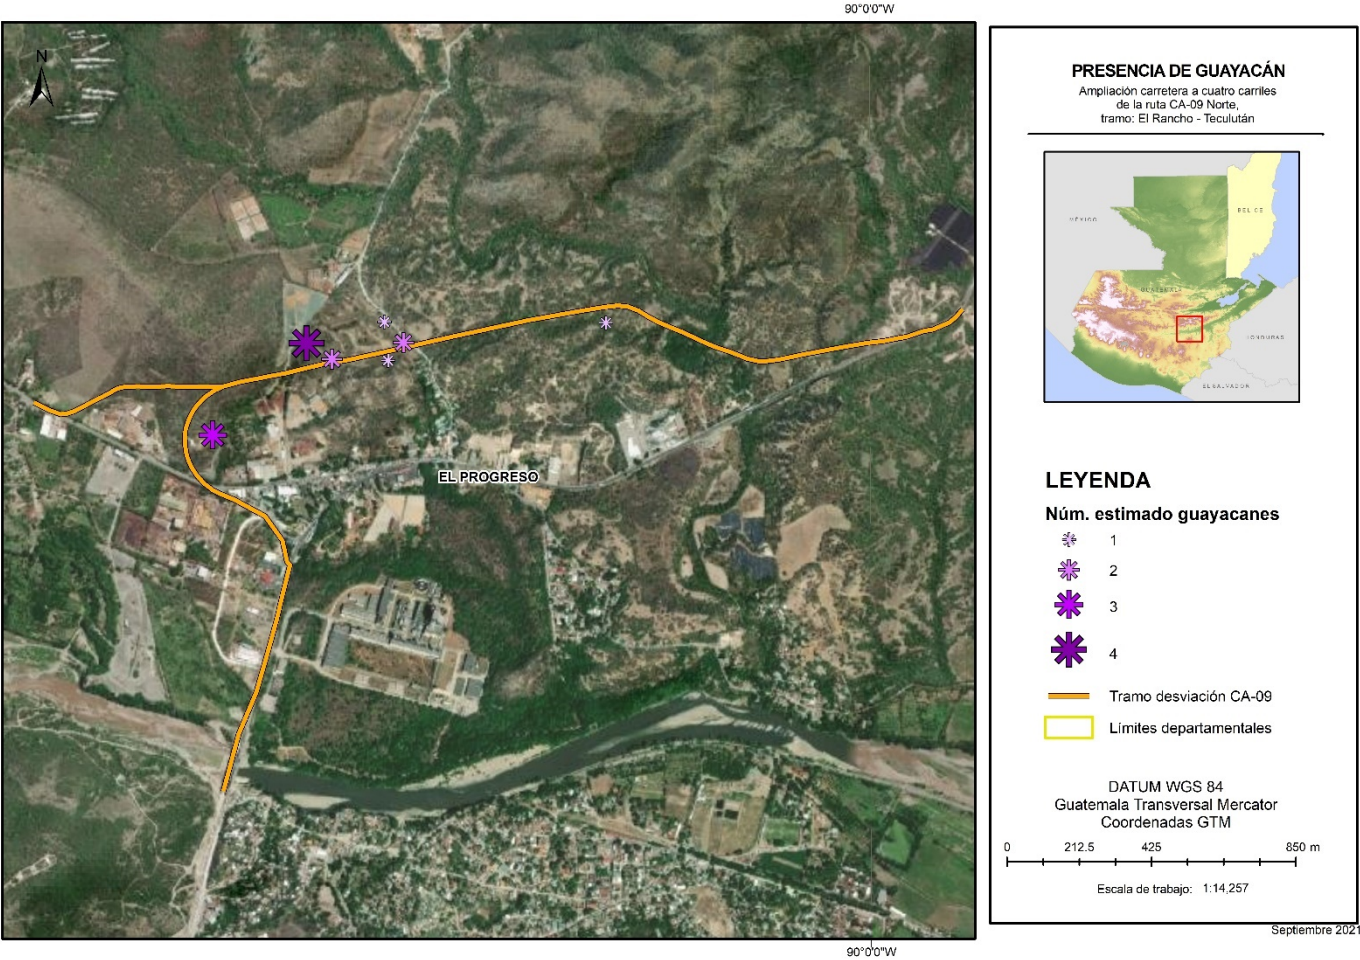 90°0'0"W
N
EL PROGRESO
90°0'0"W
PRESENCIA DE GUAYACÁN
Ampliación carretera a cuatro carriles
de la ruta CA-09 Norte,
tramo: El Rancho - Teculután
MÉXICO
BELICE
GUATEMALA
HONDURAS
EL SALVADOR
LEYENDA
Núm. estimado guayacanes
1
2
3
4
Tramo desviación CA-09
Límites departamentales
DATUM WGS 84
Guatemala Transversal Mercator
Coordenadas GTM
0 212.5 425 850 m
Escala de trabajo: 1:14,257
Septiembre 2021